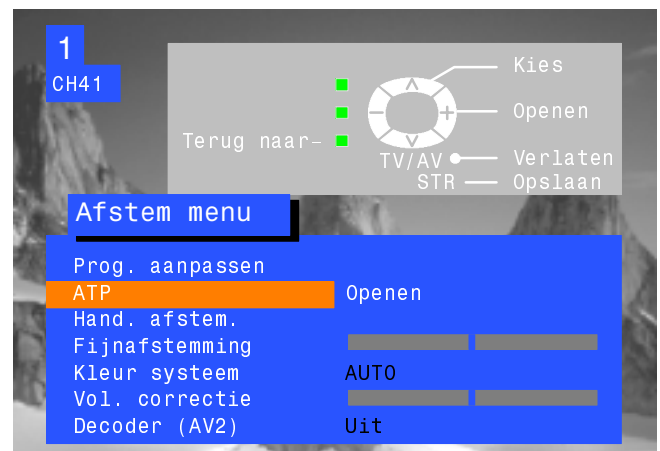 1
CH41
Kies
Openen
Terug naar–
TV/AV Verlaten
STR Opslaan
Afstem menu
Prog. aanpassen
ATP Openen
Hand. afstem.
Fijnafstemming
Kleur systeem AUTO
Vol. correctie
Decoder (AV2) Uit